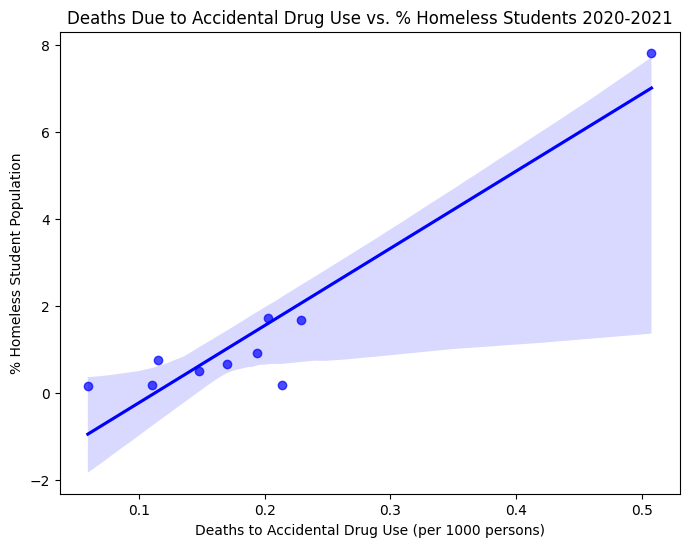 Deaths Due to Accidental Drug Use vs. % Homeless Students 2020-2021
8
6
4
2
0
−2
% Homeless Student Population
0.1 0.2 0.3 0.4 0.5
Deaths to Accidental Drug Use (per 1000 persons)